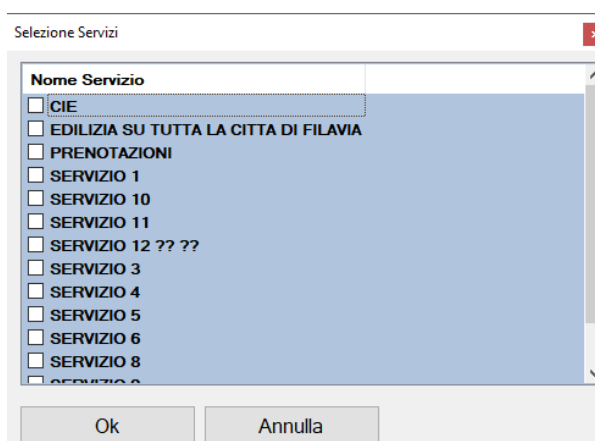 Selezione Servizi
Nome Servizio
CIE
EDILIZIA SU TUTTA LA CITTA DI FILAVIA
PRENOTAZIONI
SERVIZIO 1
SERVIZIO 10
SERVIZIO 11
SERVIZIO 12 ?? ??
SERVIZIO 3
SERVIZIO 4
SERVIZIO 5
SERVIZIO 6
SERVIZIO 8
Ok
Annulla